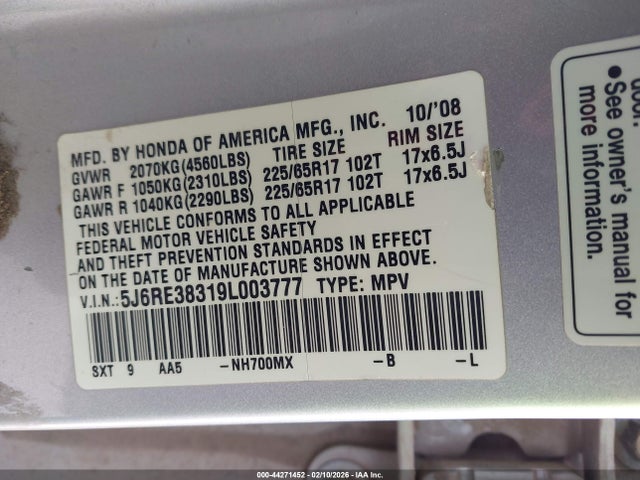 MFD. BY HONDA OF AMERICA MFG., INC. 10/'08
GVWR 2070KG(4560LBS) TIRE SIZE RIM SIZE
GAWR F 1050KG(2310LBS) 225/65R17 102T 17x6.5J
GAWR R 1040KG(2290LBS) 225/65R17 102T 17x6.5J
THIS VEHICLE CONFORMS TO ALL APPLICABLE
FEDERAL MOTOR VEHICLE SAFETY
AND THEFT PREVENTION STANDARDS IN EFFECT
ON THE DATE OF MANUFACTURE SHOWN ABOVE.
V.I.N.:5J6RE38319L003777 TYPE: MPV
SXT 9 AA5 -NH700MX -B -L
door.
•See owner's manual for
more information.
000-44271452 - 02/10/2026 - IAAI, Inc.